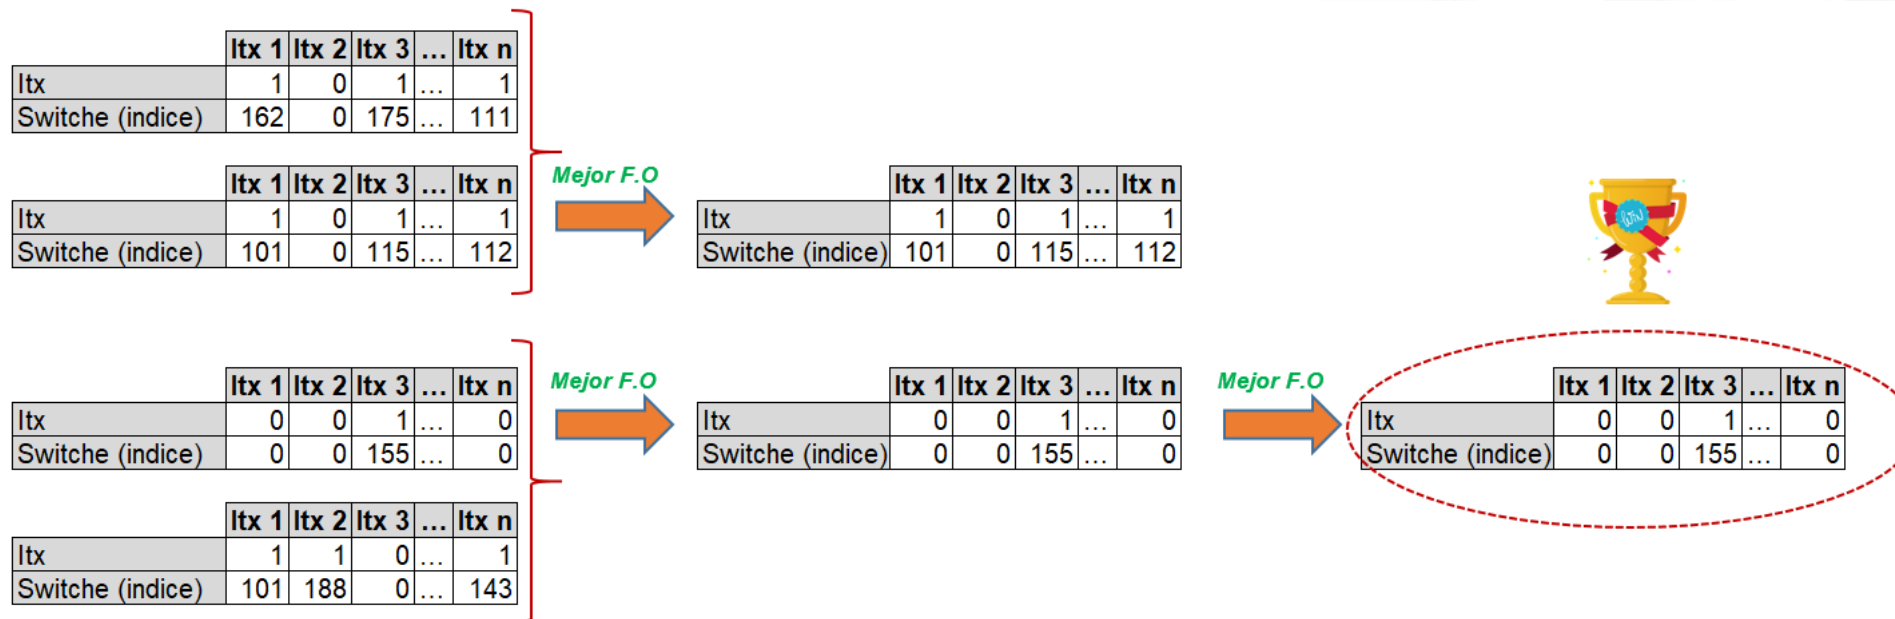 Itx 1 Itx 2 Itx 3 ... Itx n
Itx 1 0 1 ... 1
Switche (indice) 162 0 175 ... 111
Itx 1 Itx 2 Itx 3 ... Itx n
Itx 1 0 1 ... 1
Switche (indice) 101 0 115 ... 112
Mejor F.O
Itx 1 Itx 2 Itx 3 ... Itx n
Itx 1 0 1 ... 1
Switche (indice) 101 0 115 ... 112
Win
Itx 1 Itx 2 Itx 3 ... Itx n
Itx 0 0 1 ... 0
Switche (indice) 0 0 155 ... 0
Itx 1 Itx 2 Itx 3 ... Itx n
Itx 1 1 0 ... 1
Switche (indice) 101 188 0 ... 143
Mejor F.O
Itx 1 Itx 2 Itx 3 ... Itx n
Itx 0 0 1 ... 0
Switche (indice) 0 0 155 ... 0
Mejor F.O
Itx 1 Itx 2 Itx 3 ... Itx n
Itx 0 0 1 ... 0
Switche (indice) 0 0 155 ... 0